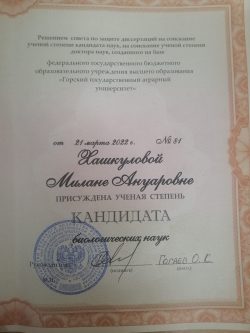 Решением совета по защите диссертаций на соискание
ученой степени кандидата наук, на соискание ученой степени
доктора наук, созданного на базе
федерального государственного бюджетного
образовательного учреждения высшего образования
"Горский государственный аграрный
университет"
от 21 марта 2022 г. № 81
Хашкуловой
Милане Ануаровне
ПРИСУЖДЕНА УЧЕНАЯ СТЕПЕНЬ
КАНДИДАТА
биологических наук
Руководитель
(подпись)
М.П.